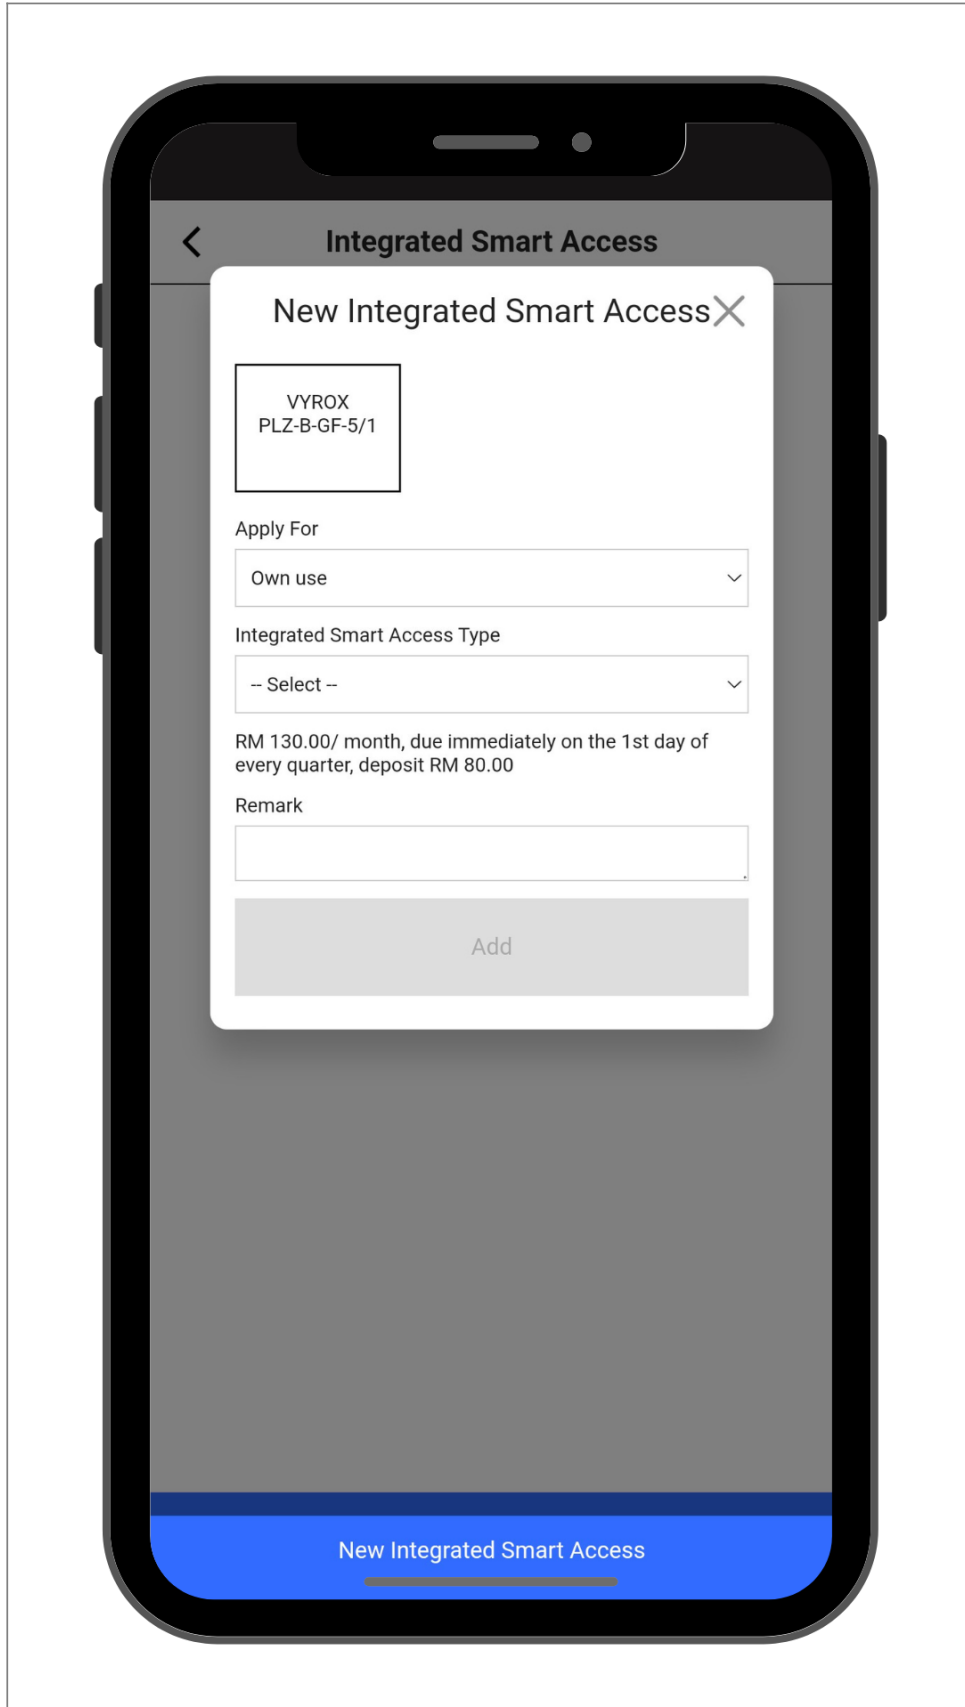 Integrated Smart Access
New Integrated Smart Access
VYROX
PLZ-B-GF-5/1
Apply For
Own use
Integrated Smart Access Type
-- Select --
RM 130.00/ month, due immediately on the 1st day of
every quarter, deposit RM 80.00
Remark
Add
New Integrated Smart Access